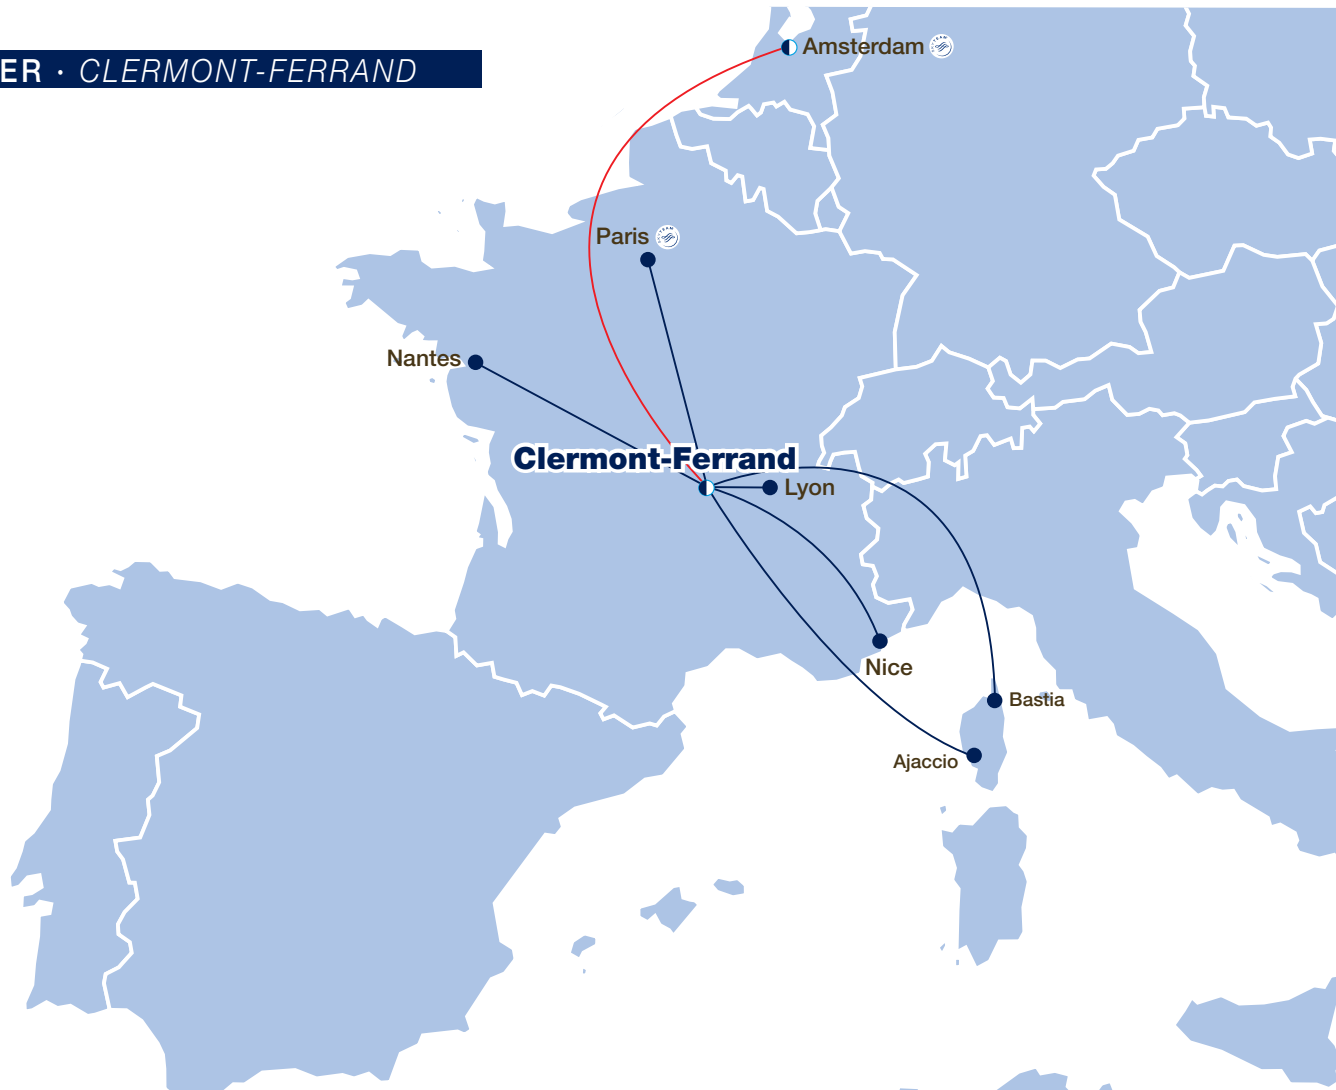 ER · CLERMONT-FERRAND
Amsterdam
Paris
Nantes
Clermont-Ferrand
Lyon
Nice
Bastia
Ajaccio